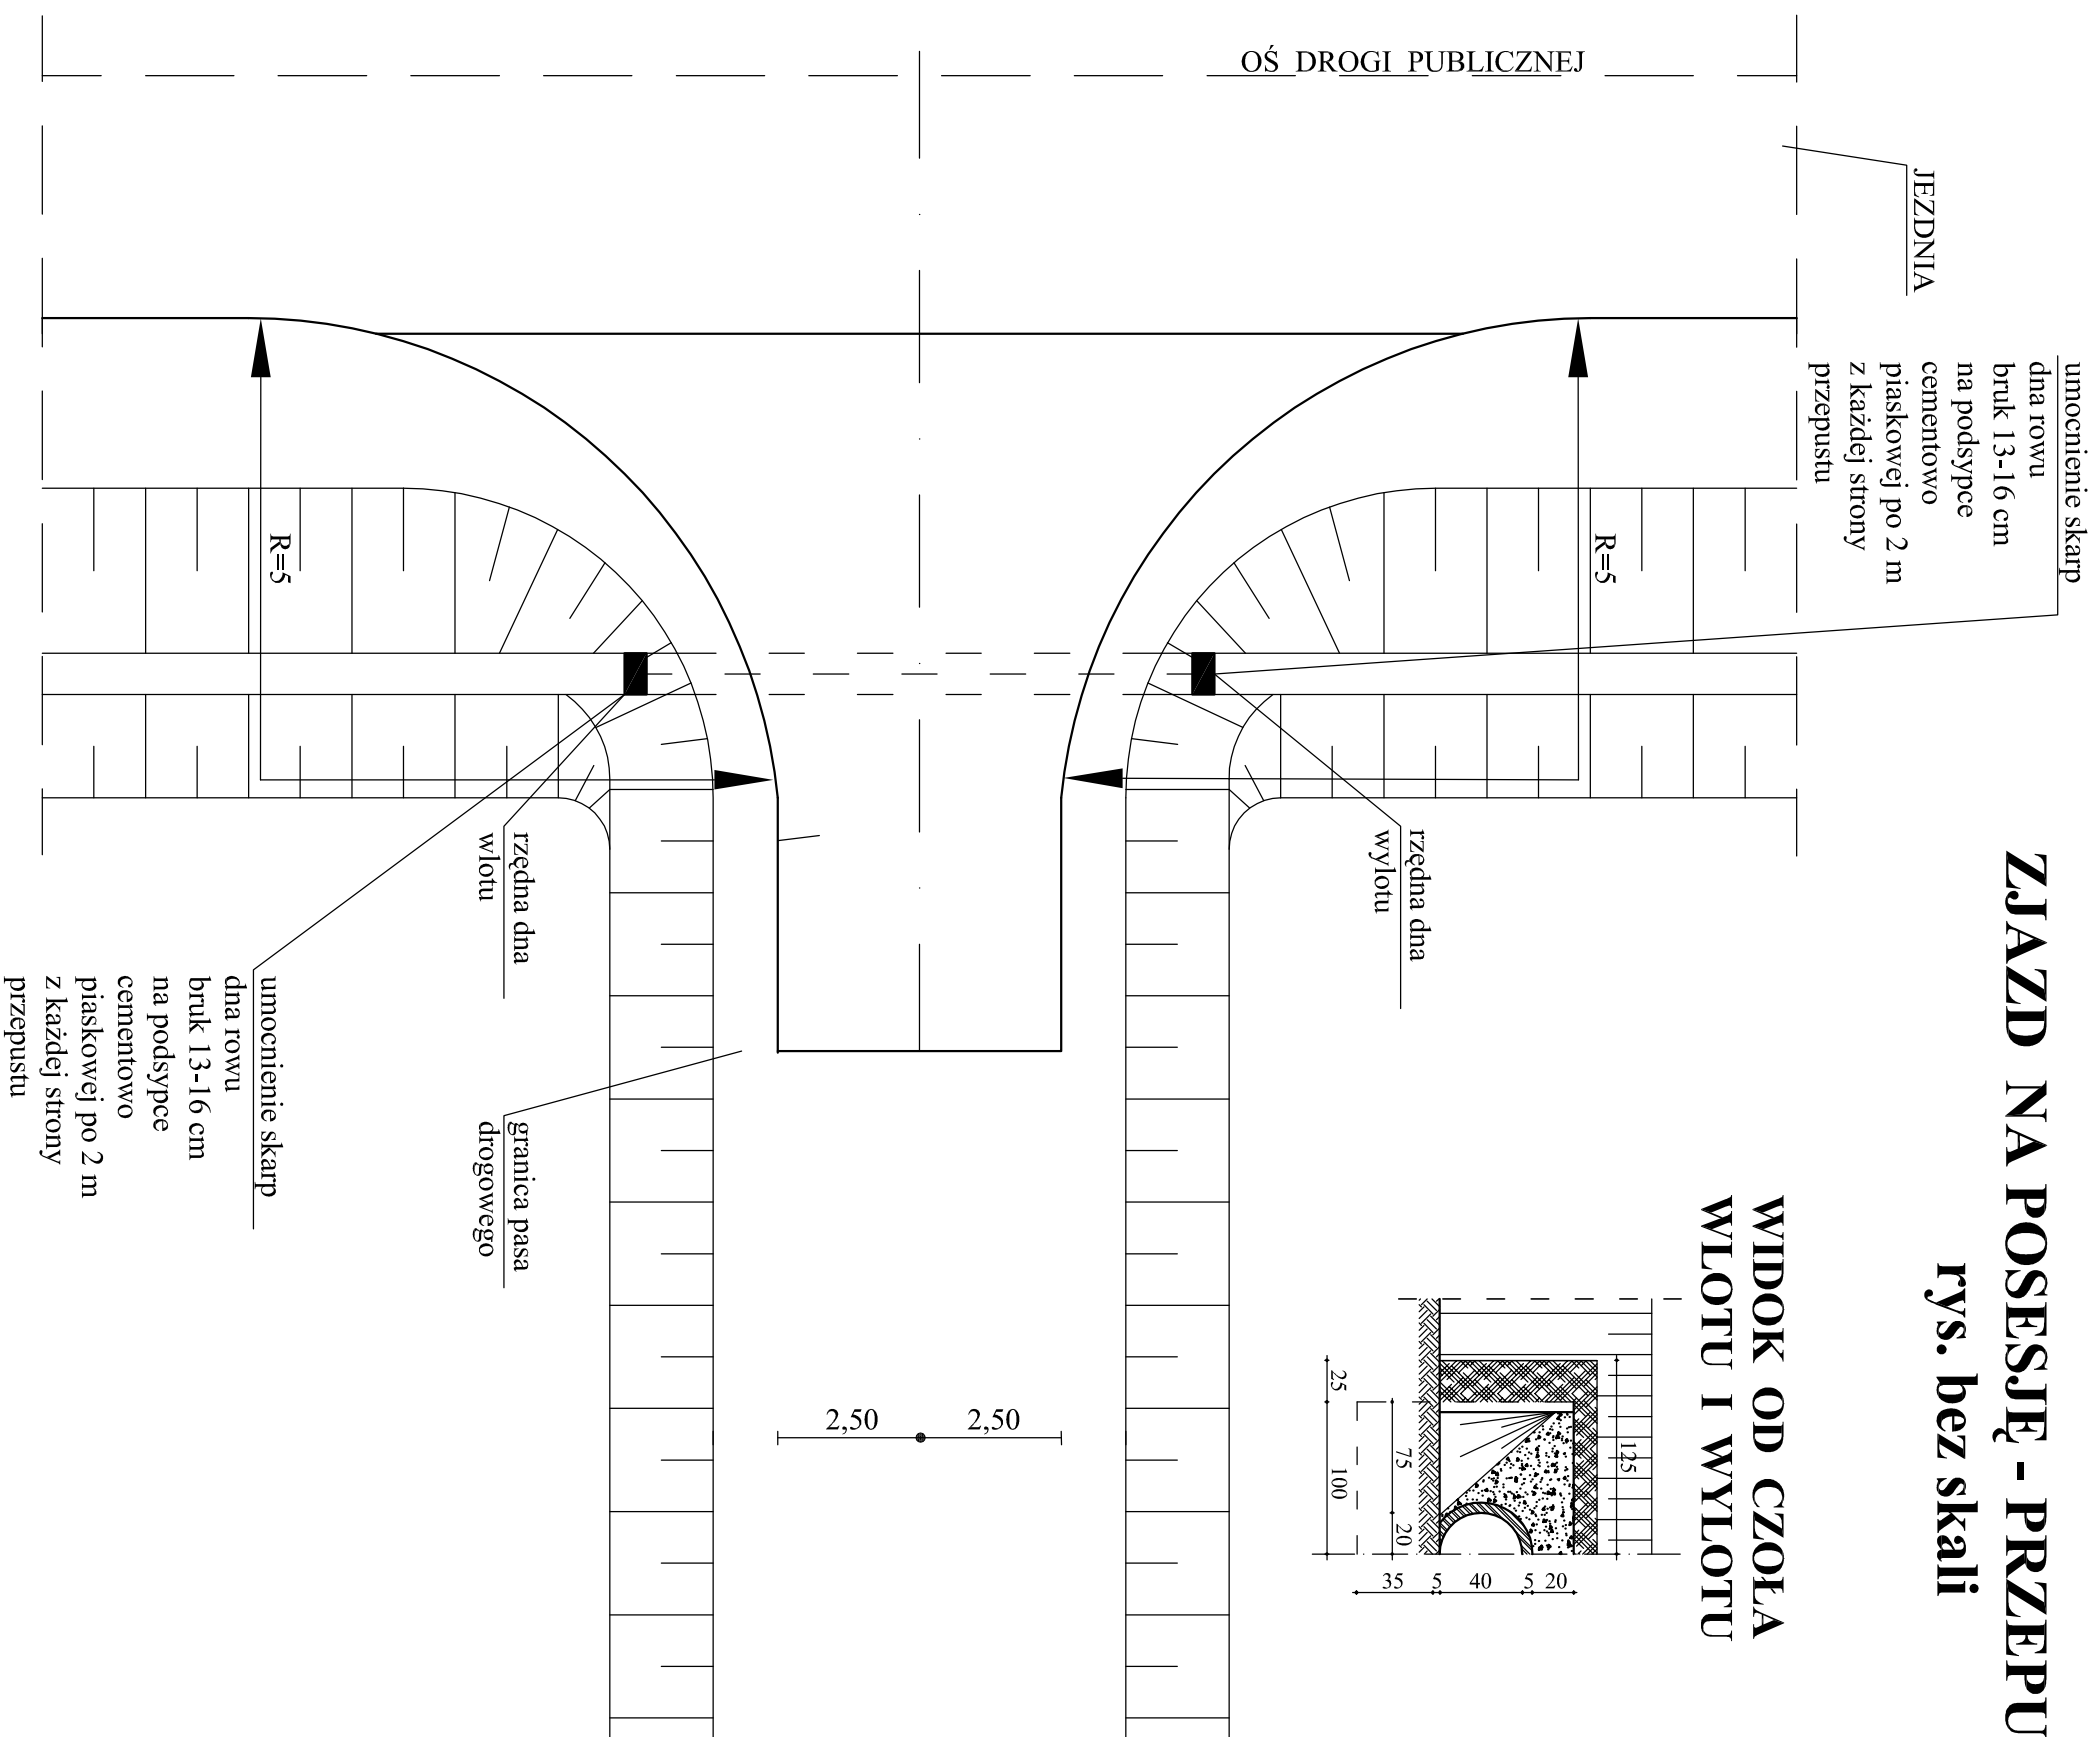 ZJAZD NA POSESJĘ - PRZEPU
rys. bez skali
WIDOK OD CZOŁA
WLOTU I WYLOTU
OŚ DROGI PUBLICZNEJ
JEZDNIA
umocnienie skarp
dna rowu
bruk 13-16 cm
na podsypce
cementowo
piaskowej po 2 m
z każdej strony
przepustu
R=5
R=5
rzędna dna
wylotu
rzędna dna
wlotu
umocnienie skarp
dna rowu
bruk 13-16 cm
na podsypce
cementowo
piaskowej po 2 m
z każdej strony
przepustu
granica pasa
drogowego
2,50 2,50
125
25 100
75 20
35 5 40 5 20